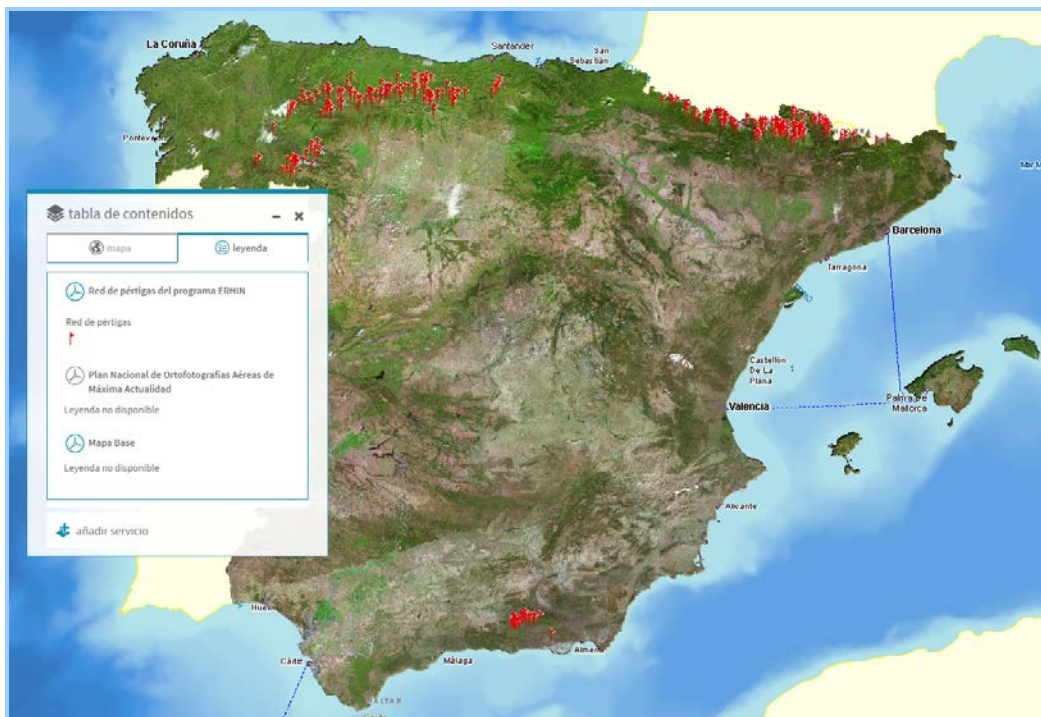 La Coruña
Santander
San
Sebastián
Barcelona
Tarragona
Castellón
De La
Plana
Valencia
Palma de
Mallorca
Alicante
Málaga
Cádiz
tabla de contenidos
mapa
leyenda
Red de pértigas del programa ERHIN
Red de pértigas
Plan Nacional de Ortofotografías Aéreas de
Máxima Actualidad
Leyenda no disponible
Mapa Base
Leyenda no disponible
añadir servicio